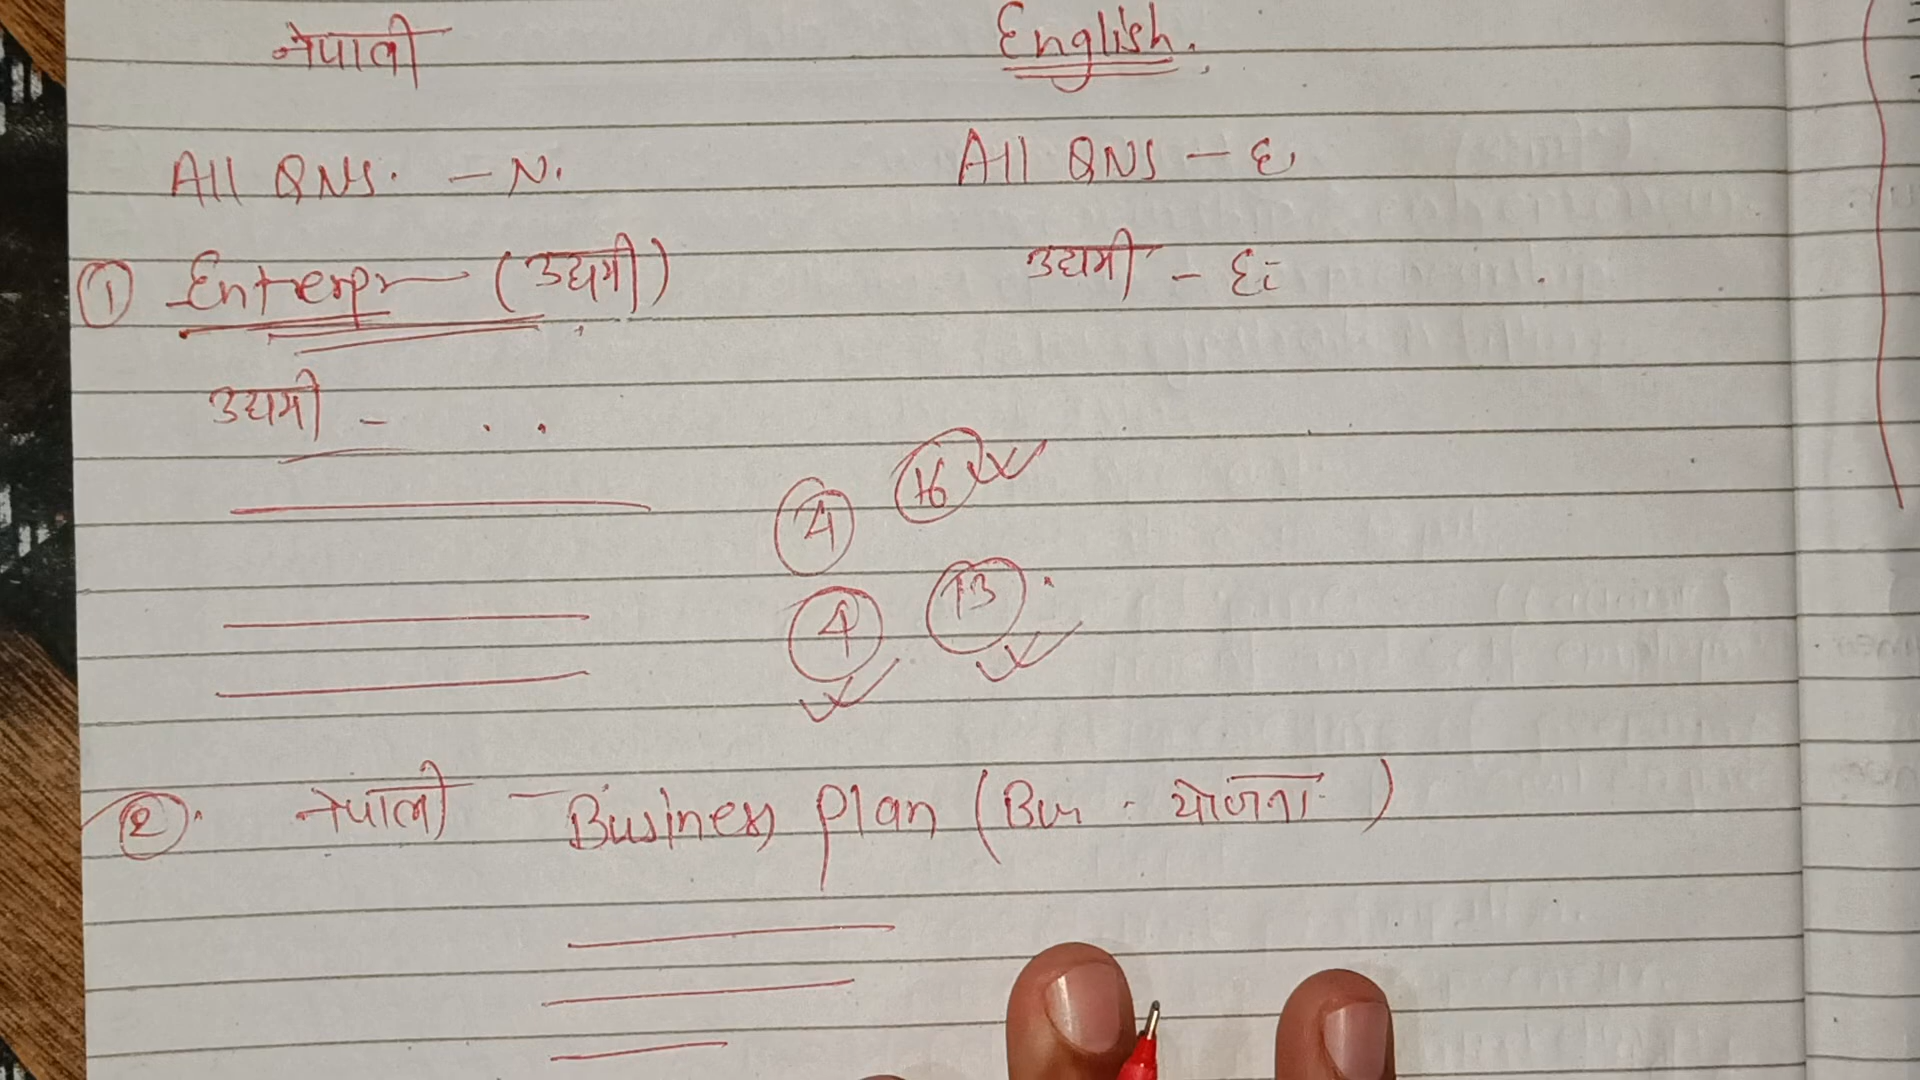 नेपाली English.
All QNS. - N. All QNS - E
① Enterpr (उद्यमी) उद्यमी - E
उद्यमी -
16
4
13
4
②. नेपाली - Business Plan (Bus. योजना)